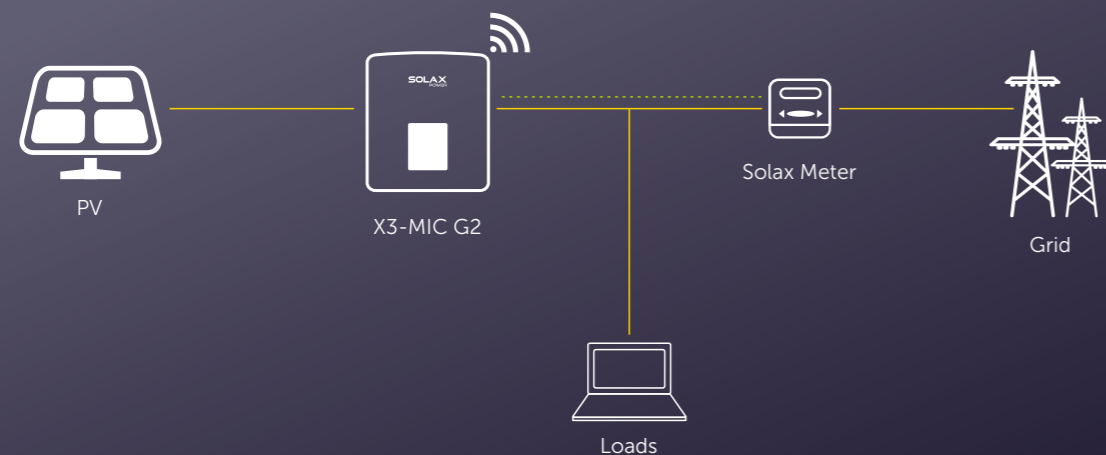 SOLAX
POWER
PV
X3-MIC G2
Solax Meter
Grid
Loads